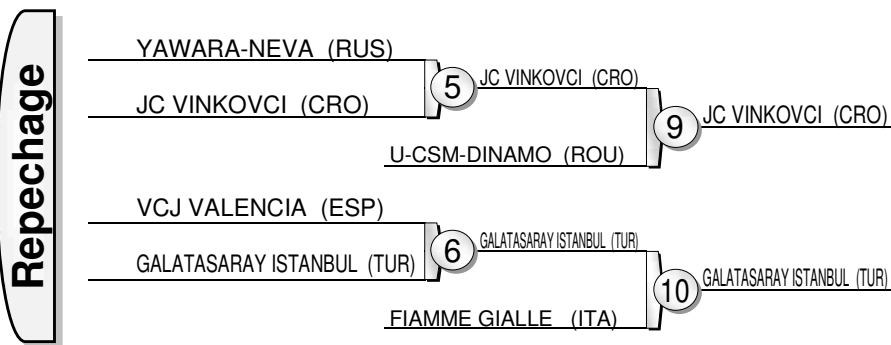 Repechage
YAWARA-NEVA (RUS)
JC VINKOVCI (CRO)
5
JC VINKOVCI (CRO)
U-CSM-DINAMO (ROU)
9
JC VINKOVCI (CRO)
VCJ VALENCIA (ESP)
GALATASARAY ISTANBUL (TUR)
6
GALATASARAY ISTANBUL (TUR)
FIAMME GIALLE (ITA)
10
GALATASARAY ISTANBUL (TUR)